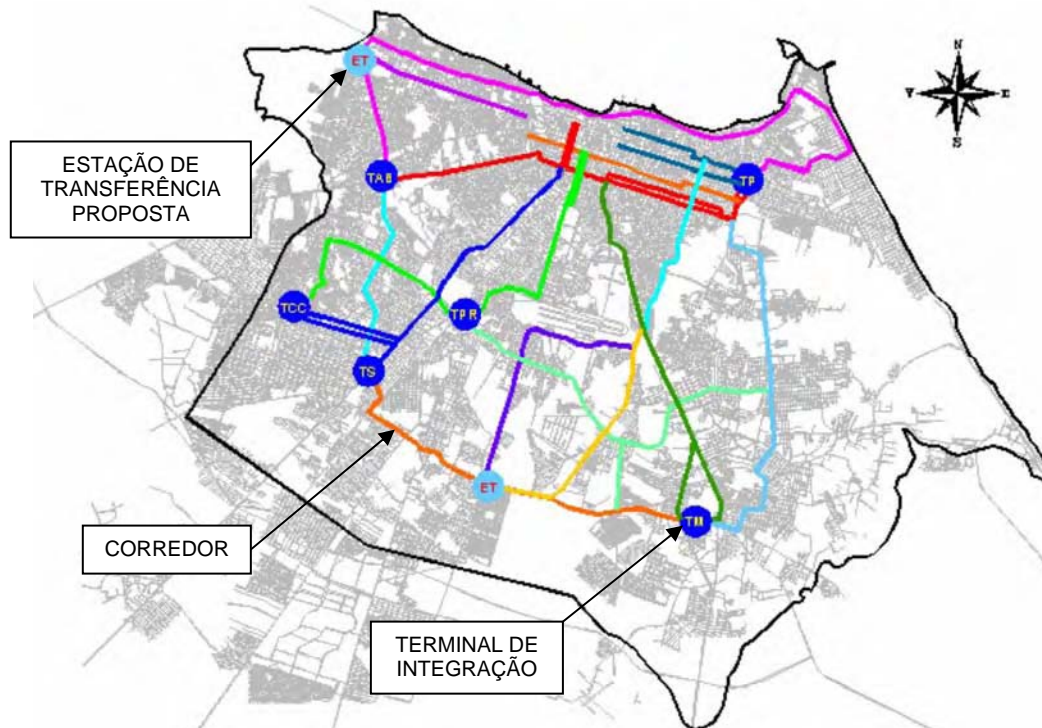 N
V
E
S
ET
ESTAÇÃO DE
TRANSFERÊNCIA
PROPOSTA
TAB
TP
TCC
TPR
TS
ET
TM
CORREDOR
TERMINAL DE
INTEGRAÇÃO